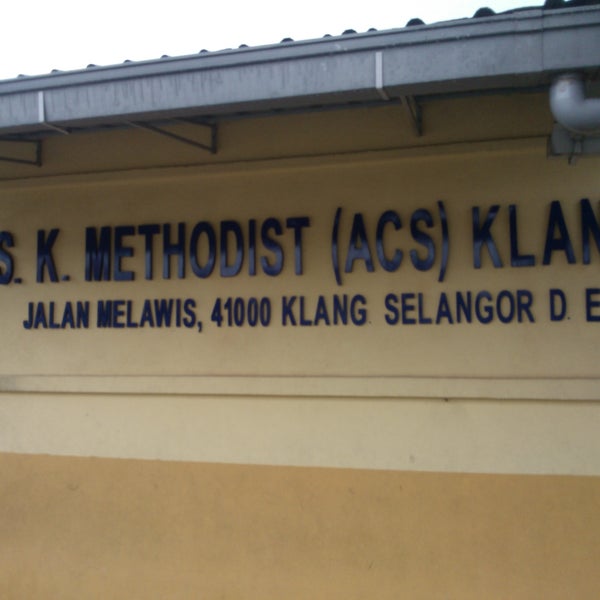 S. K. METHODIST (ACS) KLAN
JALAN MELAWIS, 41000 KLANG. SELANGOR D. E